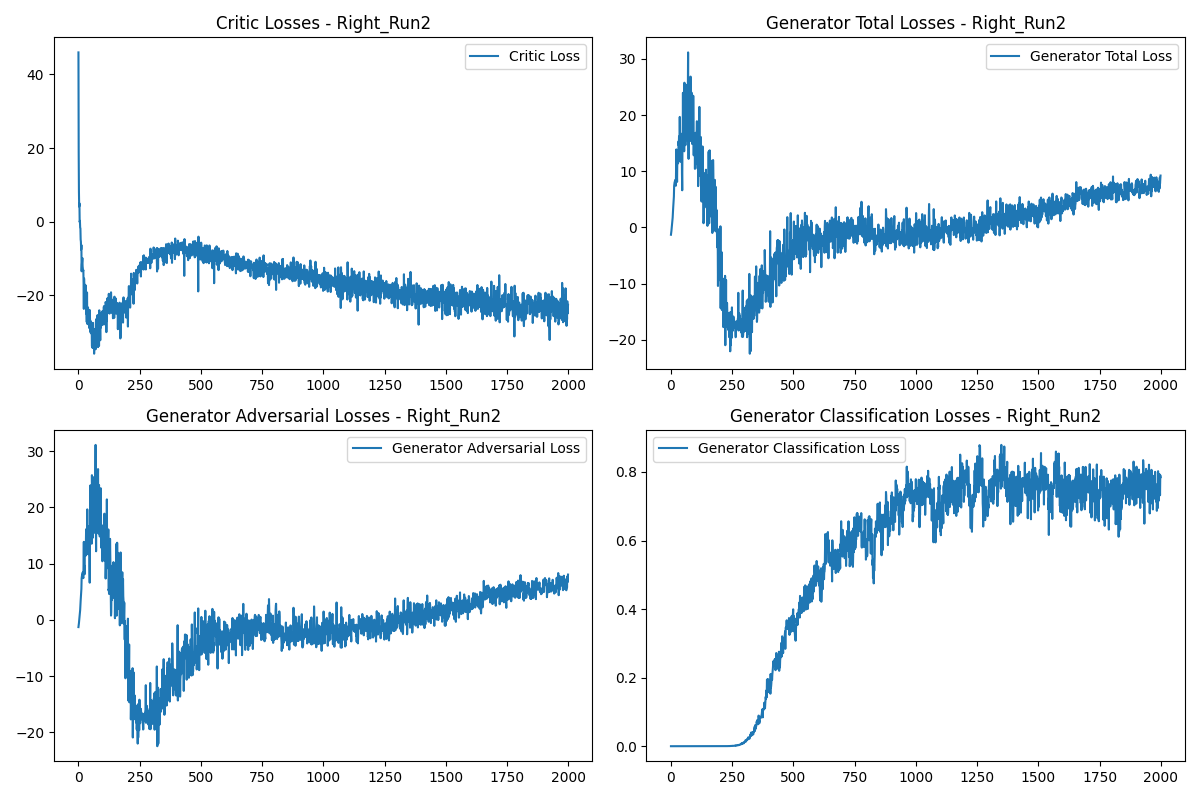 Critic Losses - Right_Run2
Critic Loss
40
20
0
−20
0 250 500 750 1000 1250 1500 1750 2000
Generator Total Losses - Right_Run2
Generator Total Loss
30
20
10
0
−10
−20
0 250 500 750 1000 1250 1500 1750 2000
Generator Adversarial Losses - Right_Run2
Generator Adversarial Loss
30
20
10
0
−10
−20
0 250 500 750 1000 1250 1500 1750 2000
Generator Classification Losses - Right_Run2
Generator Classification Loss
0.8
0.6
0.4
0.2
0.0
0 250 500 750 1000 1250 1500 1750 2000